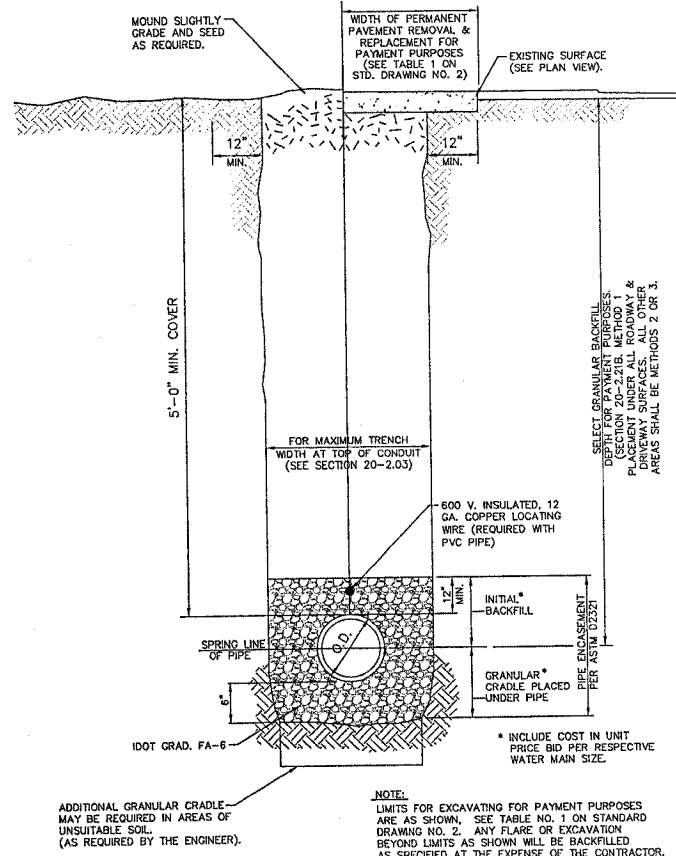 MOUND SLIGHTLY
GRADE AND SEED
AS REQUIRED.
WIDTH OF PERMANENT
PAVEMENT REMOVAL &
REPLACEMENT FOR
PAYMENT PURPOSES
(SEE TABLE 1 ON
STD. DRAWING NO. 2)
EXISTING SURFACE
(SEE PLAN VIEW).
12"
MIN.
12"
MIN.
5'-0" MIN. COVER
SELECT GRANULAR BACKFILL
DEPTH FOR PAYMENT PURPOSES.
(SECTION 20-2.21B. METHOD 1
PLACEMENT UNDER ALL ROADWAY &
DRIVEWAY SURFACES. ALL OTHER
AREAS SHALL BE METHODS 2 OR 3.
FOR MAXIMUM TRENCH
WIDTH AT TOP OF CONDUIT
(SEE SECTION 20-2.03)
600 V. INSULATED, 12
GA. COPPER LOCATING
WIRE (REQUIRED WITH
PVC PIPE)
12"
MIN.
INITIAL*
BACKFILL
PIPE ENCASEMENT
PER ASTM D2321
SPRING LINE
OF PIPE
O.D.
GRANULAR*
CRADLE PLACED
UNDER PIPE
6"
IDOT GRAD. FA-6
* INCLUDE COST IN UNIT
PRICE BID PER RESPECTIVE
WATER MAIN SIZE.
ADDITIONAL GRANULAR CRADLE
MAY BE REQUIRED IN AREAS OF
UNSUITABLE SOIL.
(AS REQUIRED BY THE ENGINEER).
NOTE:
LIMITS FOR EXCAVATING FOR PAYMENT PURPOSES
ARE AS SHOWN, SEE TABLE NO. 1 ON STANDARD
DRAWING NO. 2. ANY FLARE OR EXCAVATION
BEYOND LIMITS AS SHOWN WILL BE BACKFILLED
AS SPECIFIED AT THE EXPENSE OF THE CONTRACTOR.